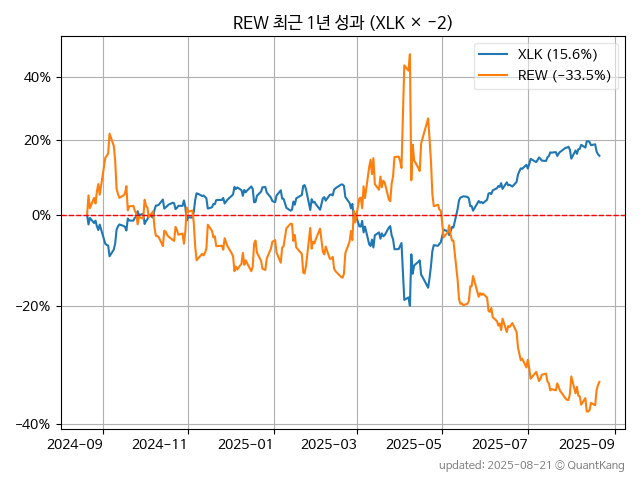 REW 최근 1년 성과 (XLK × −2)
XLK (15.6%)
REW (−33.5%)
40%
20%
0%
−20%
−40%
2024−09 2024−11 2025−01 2025−03 2025−05 2025−07 2025−09
updated: 2025−08−21 © QuantKang